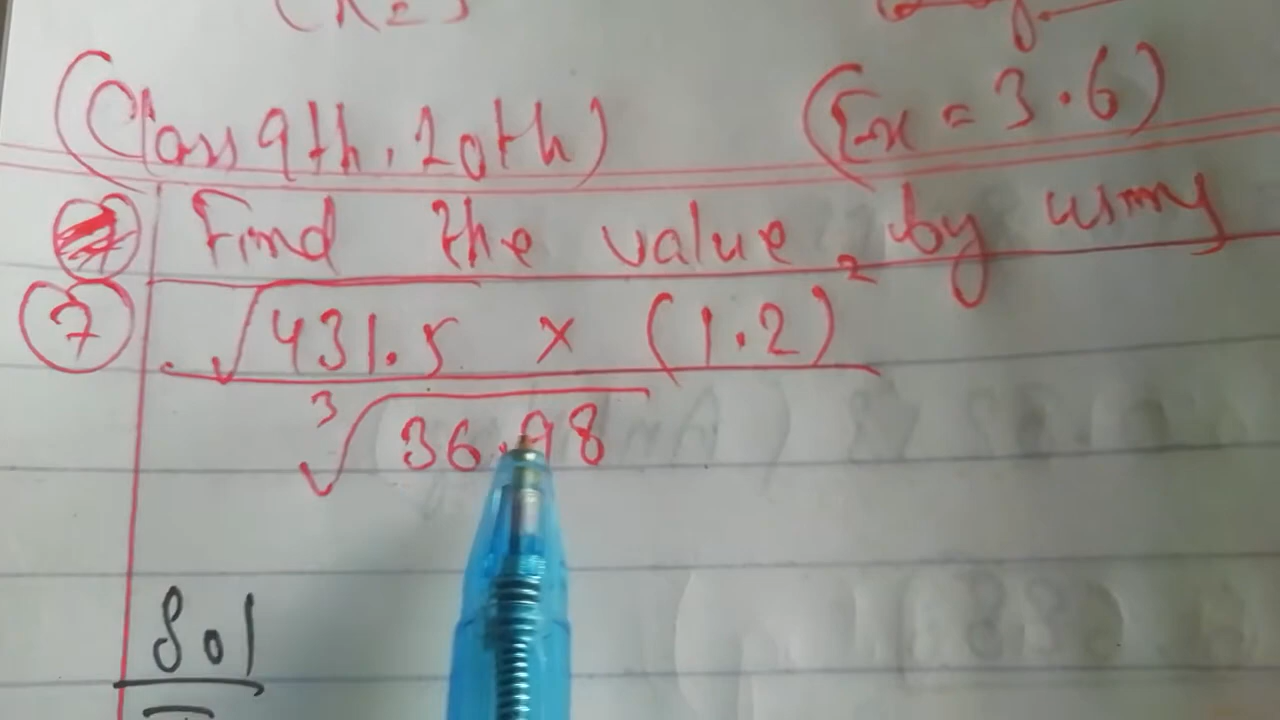 (Class 9th, 10th) (Ex = 3.6)
Find the value, by using
7 √431.5 × (1.2)²
∛36.98
Sol